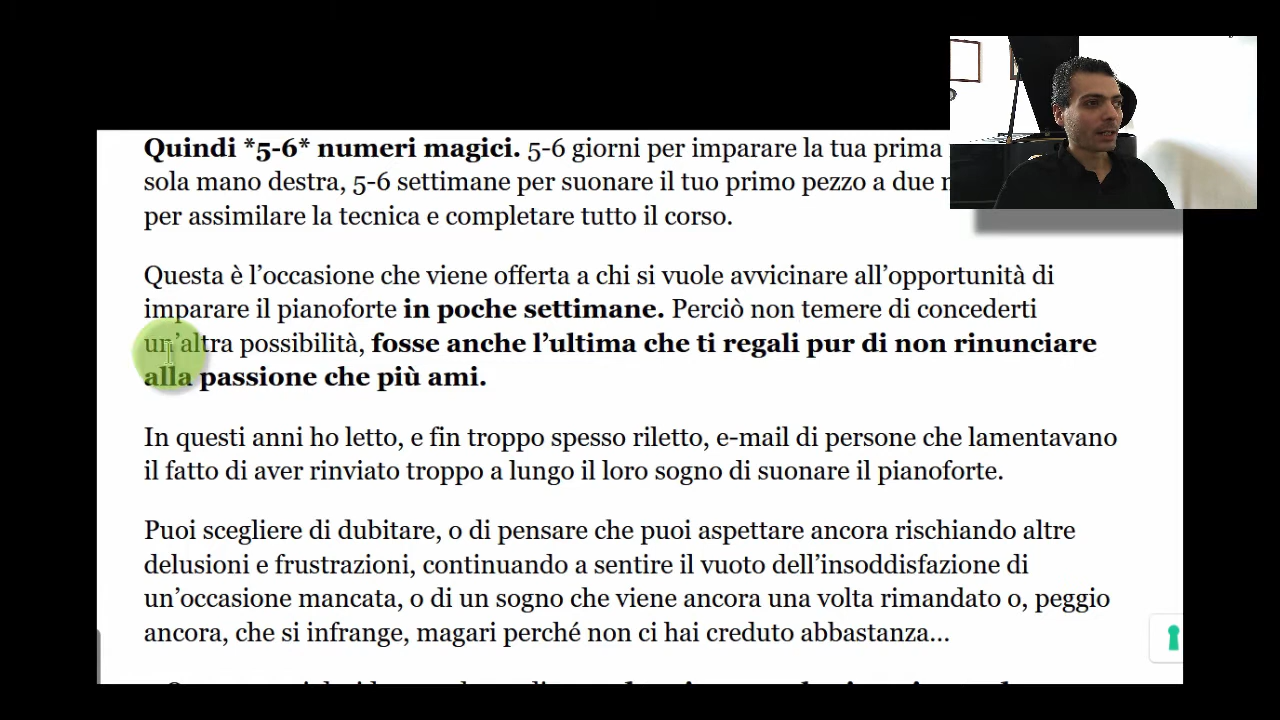 Quindi *5-6* numeri magici. 5-6 giorni per imparare la tua prima
sola mano destra, 5-6 settimane per suonare il tuo primo pezzo a due
per assimilare la tecnica e completare tutto il corso.
Questa è l’occasione che viene offerta a chi si vuole avvicinare all’opportunità di
imparare il pianoforte in poche settimane. Perciò non temere di concederti
un’altra possibilità, fosse anche l’ultima che ti regali pur di non rinunciare
alla passione che più ami.
In questi anni ho letto, e fin troppo spesso riletto, e-mail di persone che lamentavano
il fatto di aver rinviato troppo a lungo il loro sogno di suonare il pianoforte.
Puoi scegliere di dubitare, o di pensare che puoi aspettare ancora rischiando altre
delusioni e frustrazioni, continuando a sentire il vuoto dell’insoddisfazione di
un’occasione mancata, o di un sogno che viene ancora una volta rimandato o, peggio
ancora, che si infrange, magari perché non ci hai creduto abbastanza…